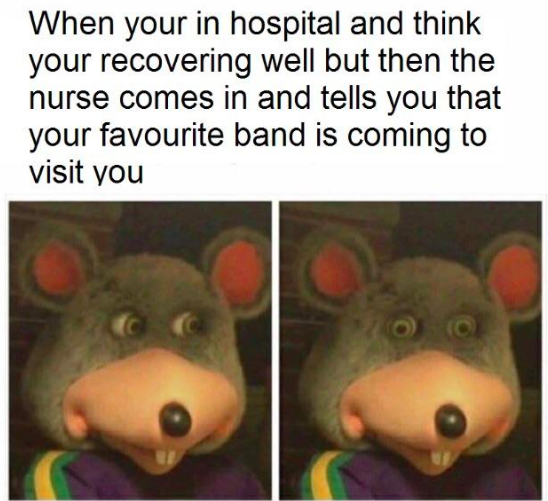 When your in hospital and think
your recovering well but then the
nurse comes in and tells you that
your favourite band is coming to
visit you